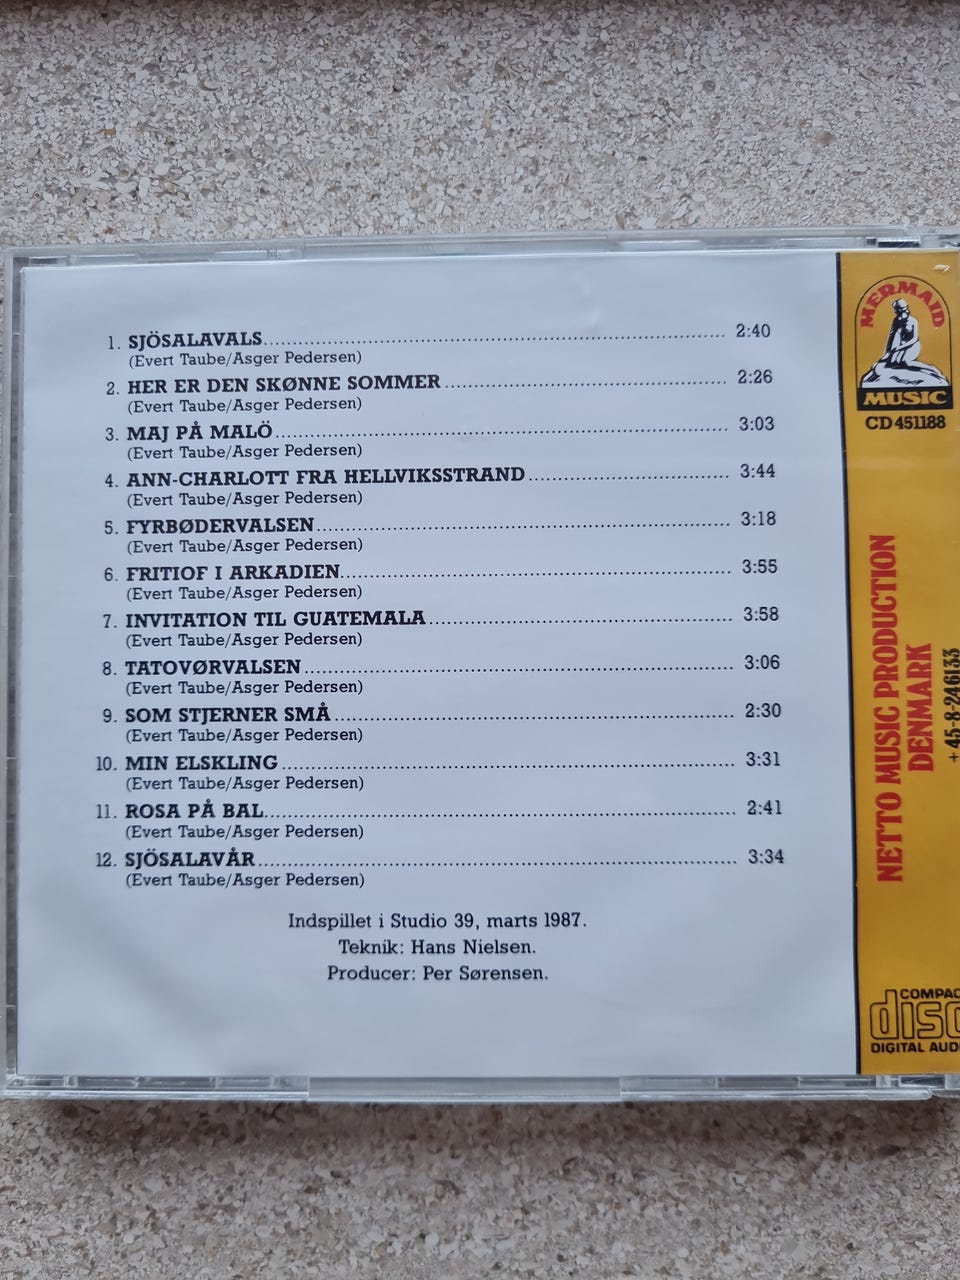 1. SJÖSALAVALS 2:40
(Evert Taube/Asger Pedersen)
2. HER ER DEN SKØNNE SOMMER 2:26
(Evert Taube/Asger Pedersen)
3. MAJ PÅ MALÖ 3:03
(Evert Taube/Asger Pedersen)
4. ANN-CHARLOTT FRA HELLVIKSSTRAND 3:44
(Evert Taube/Asger Pedersen)
5. FYRBØDERVALSEN 3:18
(Evert Taube/Asger Pedersen)
6. FRITIOF I ARKADIEN 3:55
(Evert Taube/Asger Pedersen)
7. INVITATION TIL GUATEMALA 3:58
(Evert Taube/Asger Pedersen)
8. TATOVØRVALSEN 3:06
(Evert Taube/Asger Pedersen)
9. SOM STJERNER SMÅ 2:30
(Evert Taube/Asger Pedersen)
10. MIN ELSKLING 3:31
(Evert Taube/Asger Pedersen)
11. ROSA PÅ BAL 2:41
(Evert Taube/Asger Pedersen)
12. SJÖSALAVÅR 3:34
(Evert Taube/Asger Pedersen)
Indspillet i Studio 39, marts 1987.
Teknik: Hans Nielsen.
Producer: Per Sørensen.
MERMAID
MUSIC
CD 451188
NETTO MUSIC PRODUCTION
DENMARK
+45-8-246133
COMPAC
disc
DIGITAL AUD